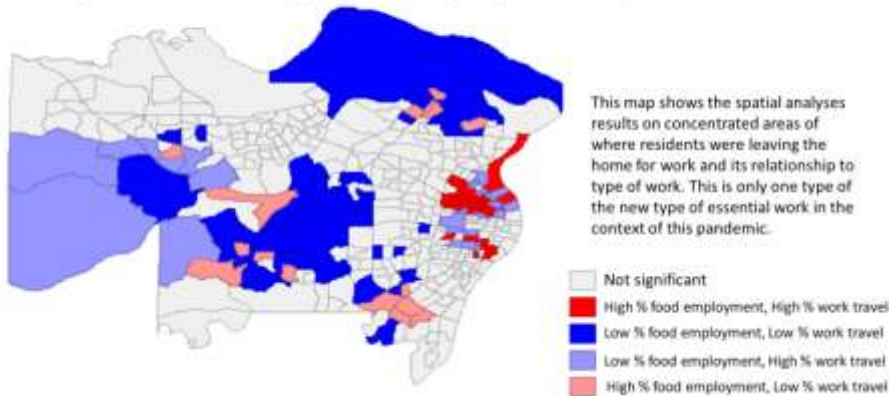 This map shows the spatial analyses
results on concentrated areas of
where residents were leaving the
home for work and its relationship to
type of work. This is only one type of
the new type of essential work in the
context of this pandemic.
Not significant
High % food employment, High % work travel
Low % food employment, Low % work travel
Low % food employment, High % work travel
High % food employment, Low % work travel